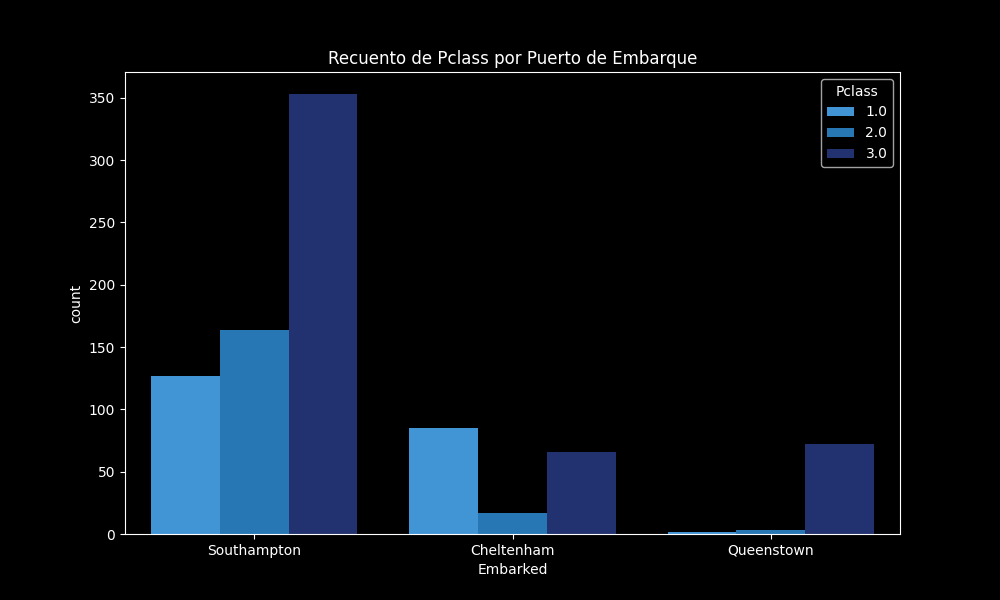 Recuento de Pclass por Puerto de Embarque
Pclass
1.0
2.0
3.0
350
300
250
200
150
100
50
0
count
Southampton Cheltenham Queenstown
Embarked